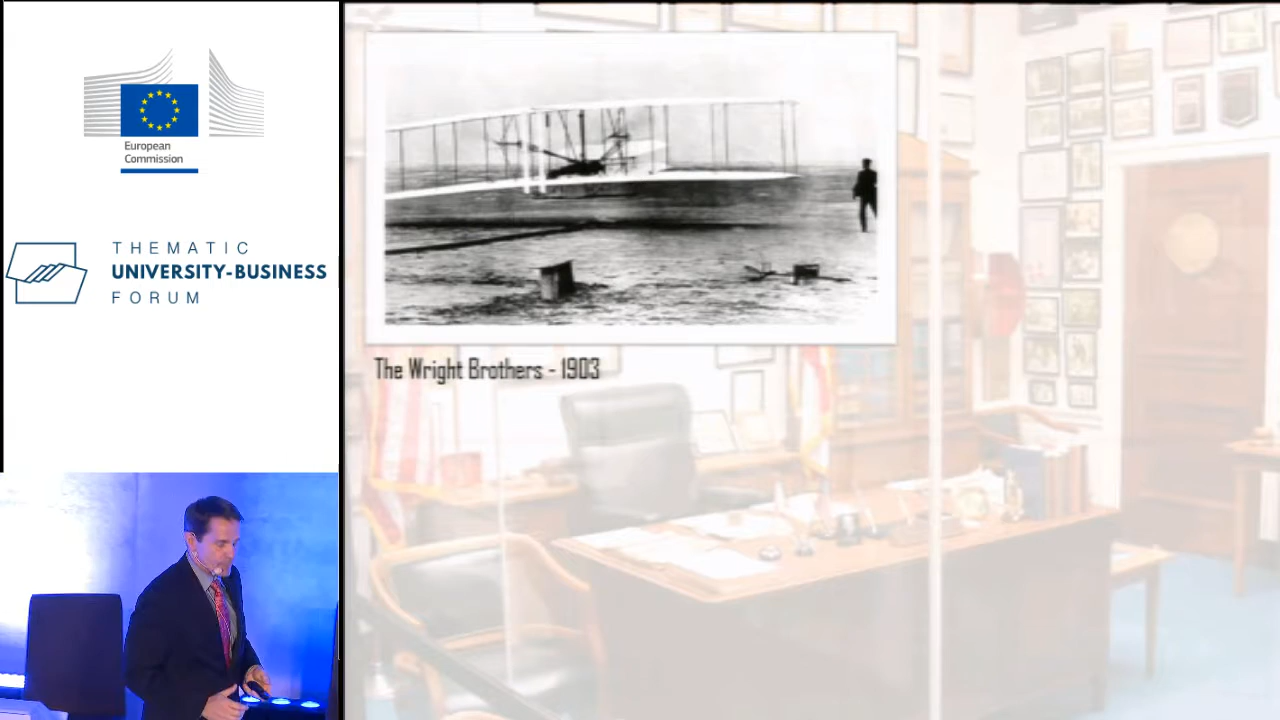 European
Commission
THEMATIC
UNIVERSITY-BUSINESS
FORUM
The Wright Brothers - 1903